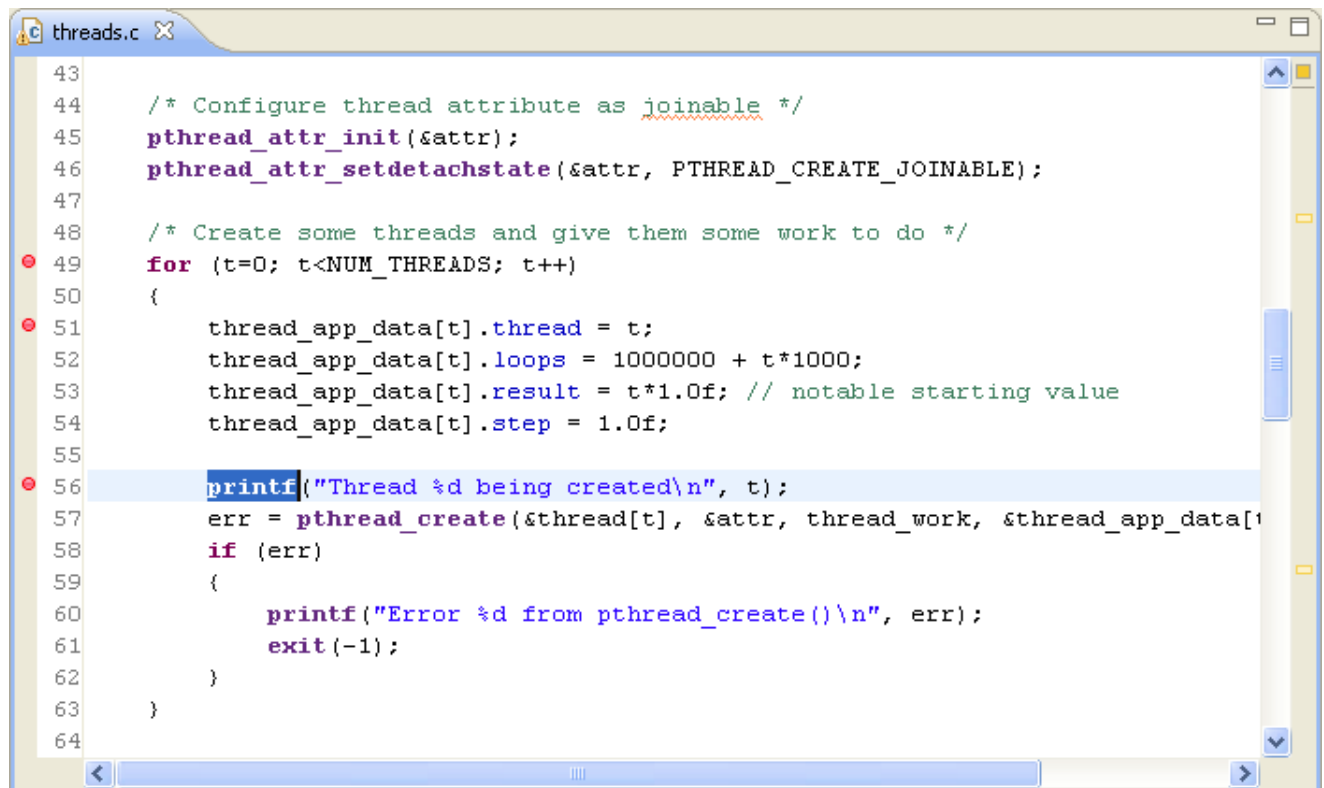 threads.c
43
44 /* Configure thread attribute as joinable */
45 pthread_attr_init(&attr);
46 pthread_attr_setdetachstate(&attr, PTHREAD_CREATE_JOINABLE);
47
48 /* Create some threads and give them some work to do */
49 for (t=0; t<NUM_THREADS; t++)
50 {
51 thread_app_data[t].thread = t;
52 thread_app_data[t].loops = 1000000 + t*1000;
53 thread_app_data[t].result = t*1.0f; // notable starting value
54 thread_app_data[t].step = 1.0f;
55
56 printf("Thread %d being created\n", t);
57 err = pthread_create(&thread[t], &attr, thread_work, &thread_app_data[
58 if (err)
59 {
60 printf("Error %d from pthread_create()\n", err);
61 exit(-1);
62 }
63 }
64